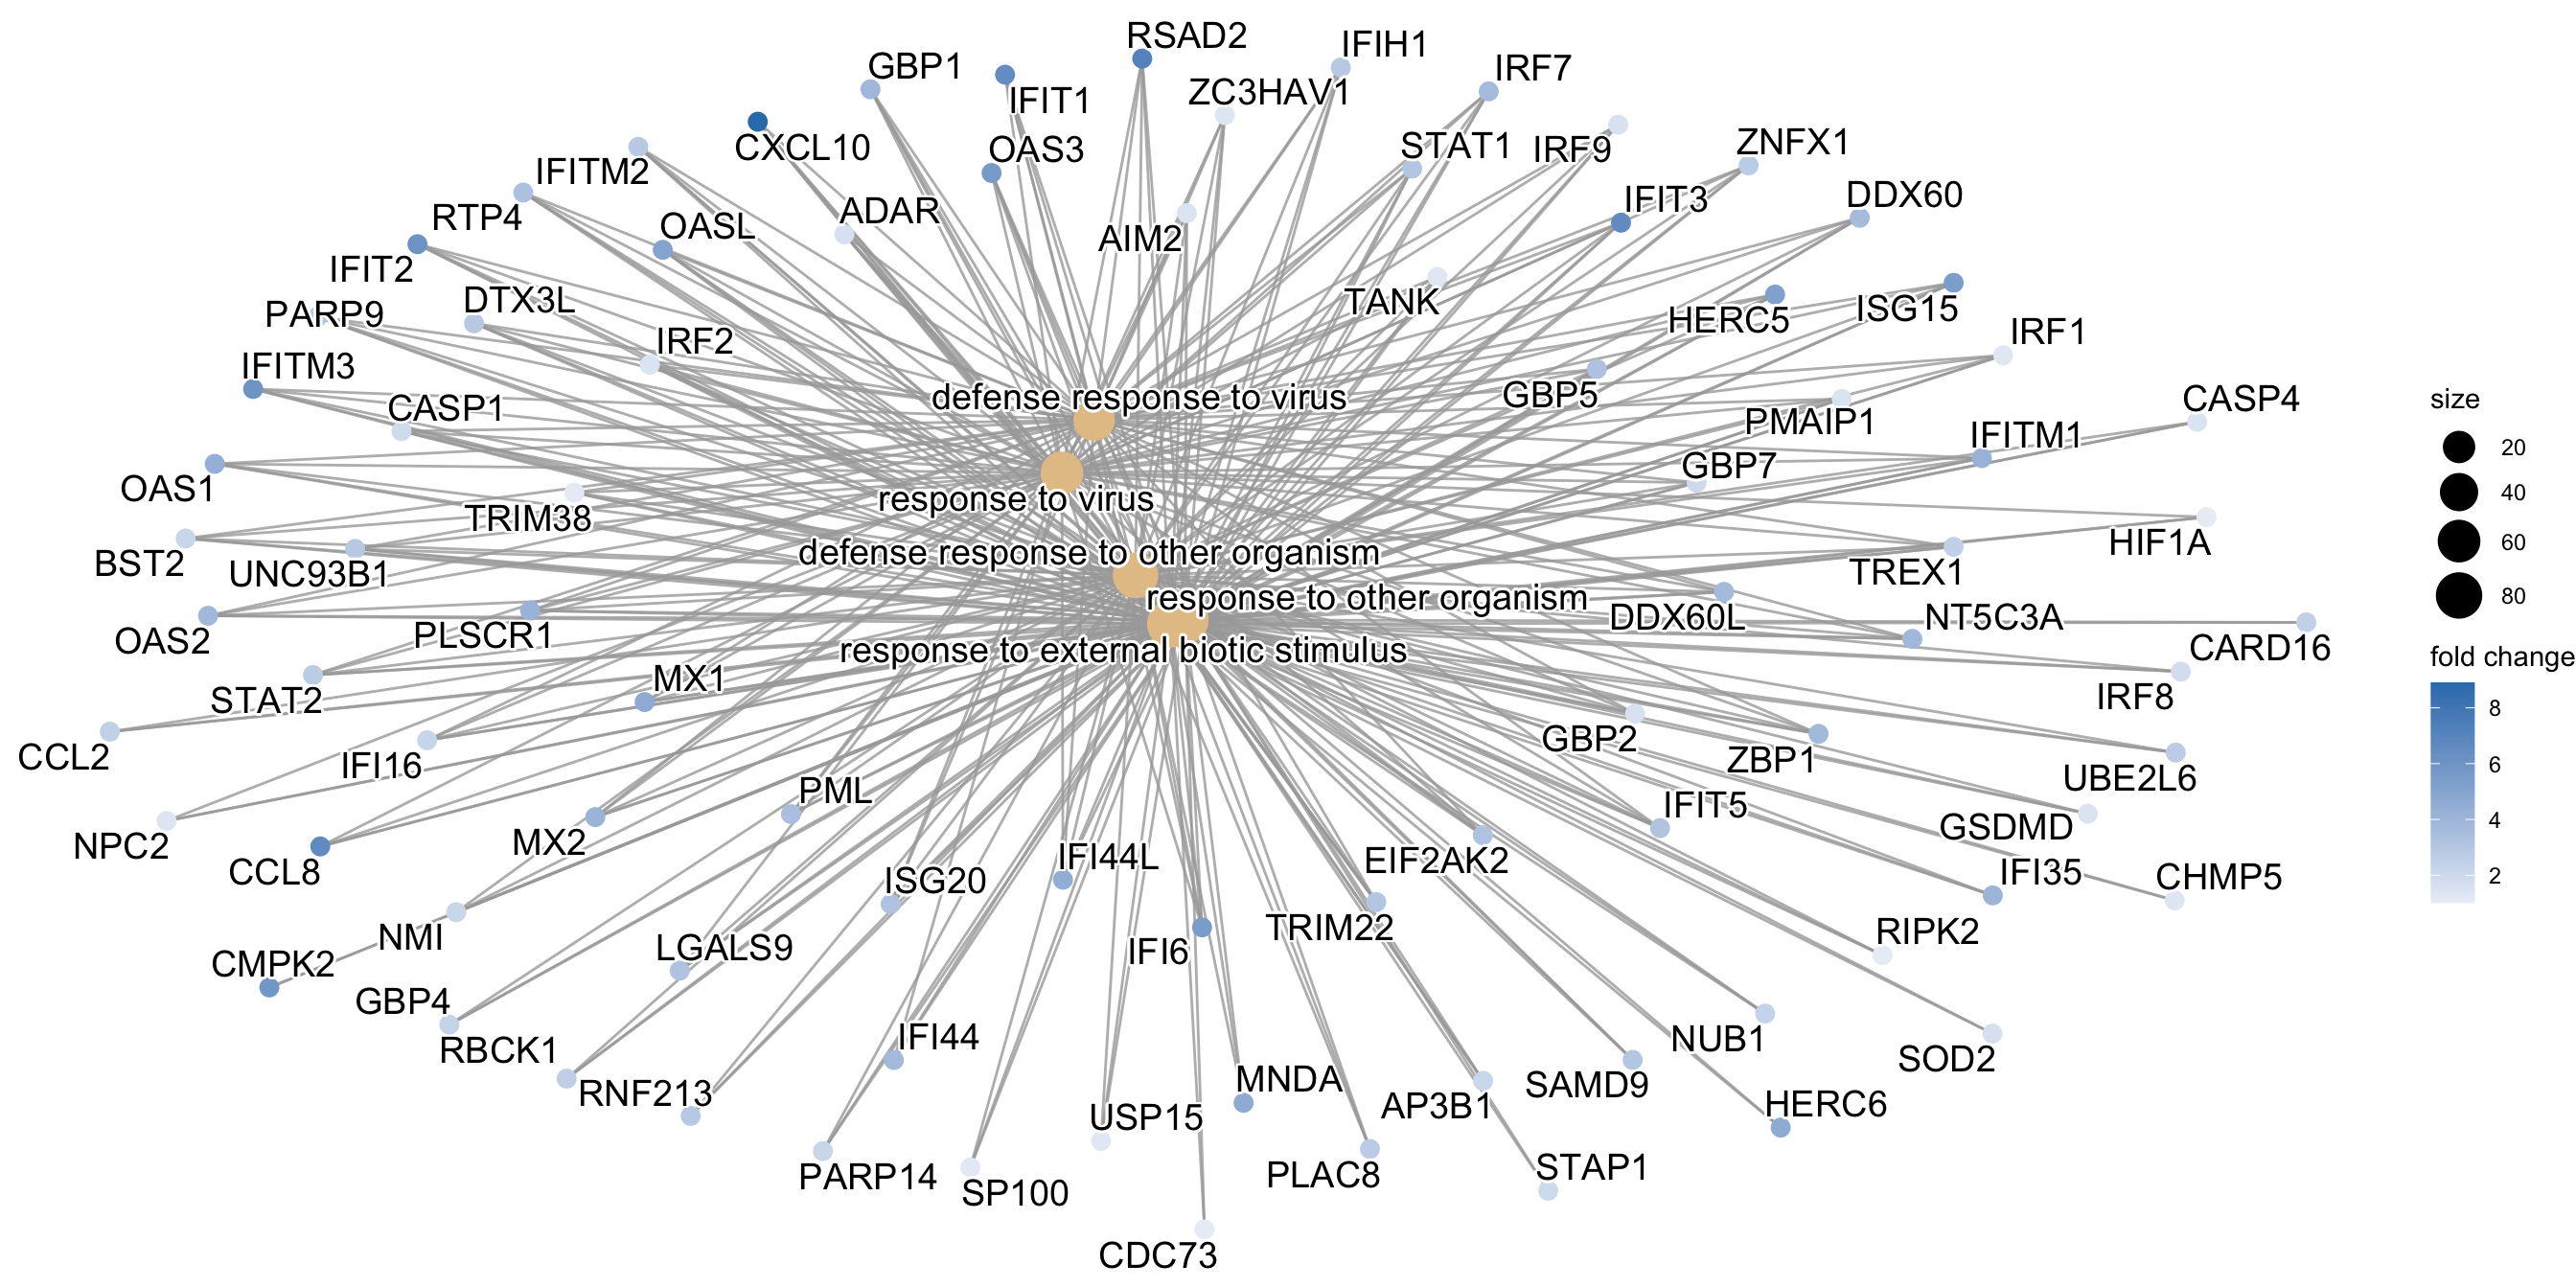 RSAD2
IFIH1
GBP1
IRF7
IFIT1
ZC3HAV1
CXCL10
OAS3
STAT1
IRF9
ZNFX1
IFITM2
RTP4
OASL
ADAR
AIM2
IFIT3
DDX60
IFIT2
PARP9
DTX3L
TANK
HERC5
ISG15
IRF2
IRF1
IFITM3
CASP1
defense response to virus
GBP5
PMAIP1
CASP4
IFITM1
GBP7
OAS1
response to virus
TRIM38
HIF1A
BST2
UNC93B1
defense response to other organism
TREX1
response to other organism
DDX60L
NT5C3A
OAS2
PLSCR1
response to external biotic stimulus
CARD16
STAT2
MX1
IRF8
CCL2
IFI16
GBP2
ZBP1
UBE2L6
PML
IFIT5
GSDMD
NPC2
CCL8
MX2
IFI44L
EIF2AK2
IFI35
CHMP5
ISG20
NMI
LGALS9
IFI6
TRIM22
RIPK2
CMPK2
GBP4
RBCK1
IFI44
NUB1
SOD2
RNF213
MNDA
USP15
AP3B1
SAMD9
HERC6
PARP14
SP100
PLAC8
STAP1
CDC73
size
20
40
60
80
fold change
8
6
4
2